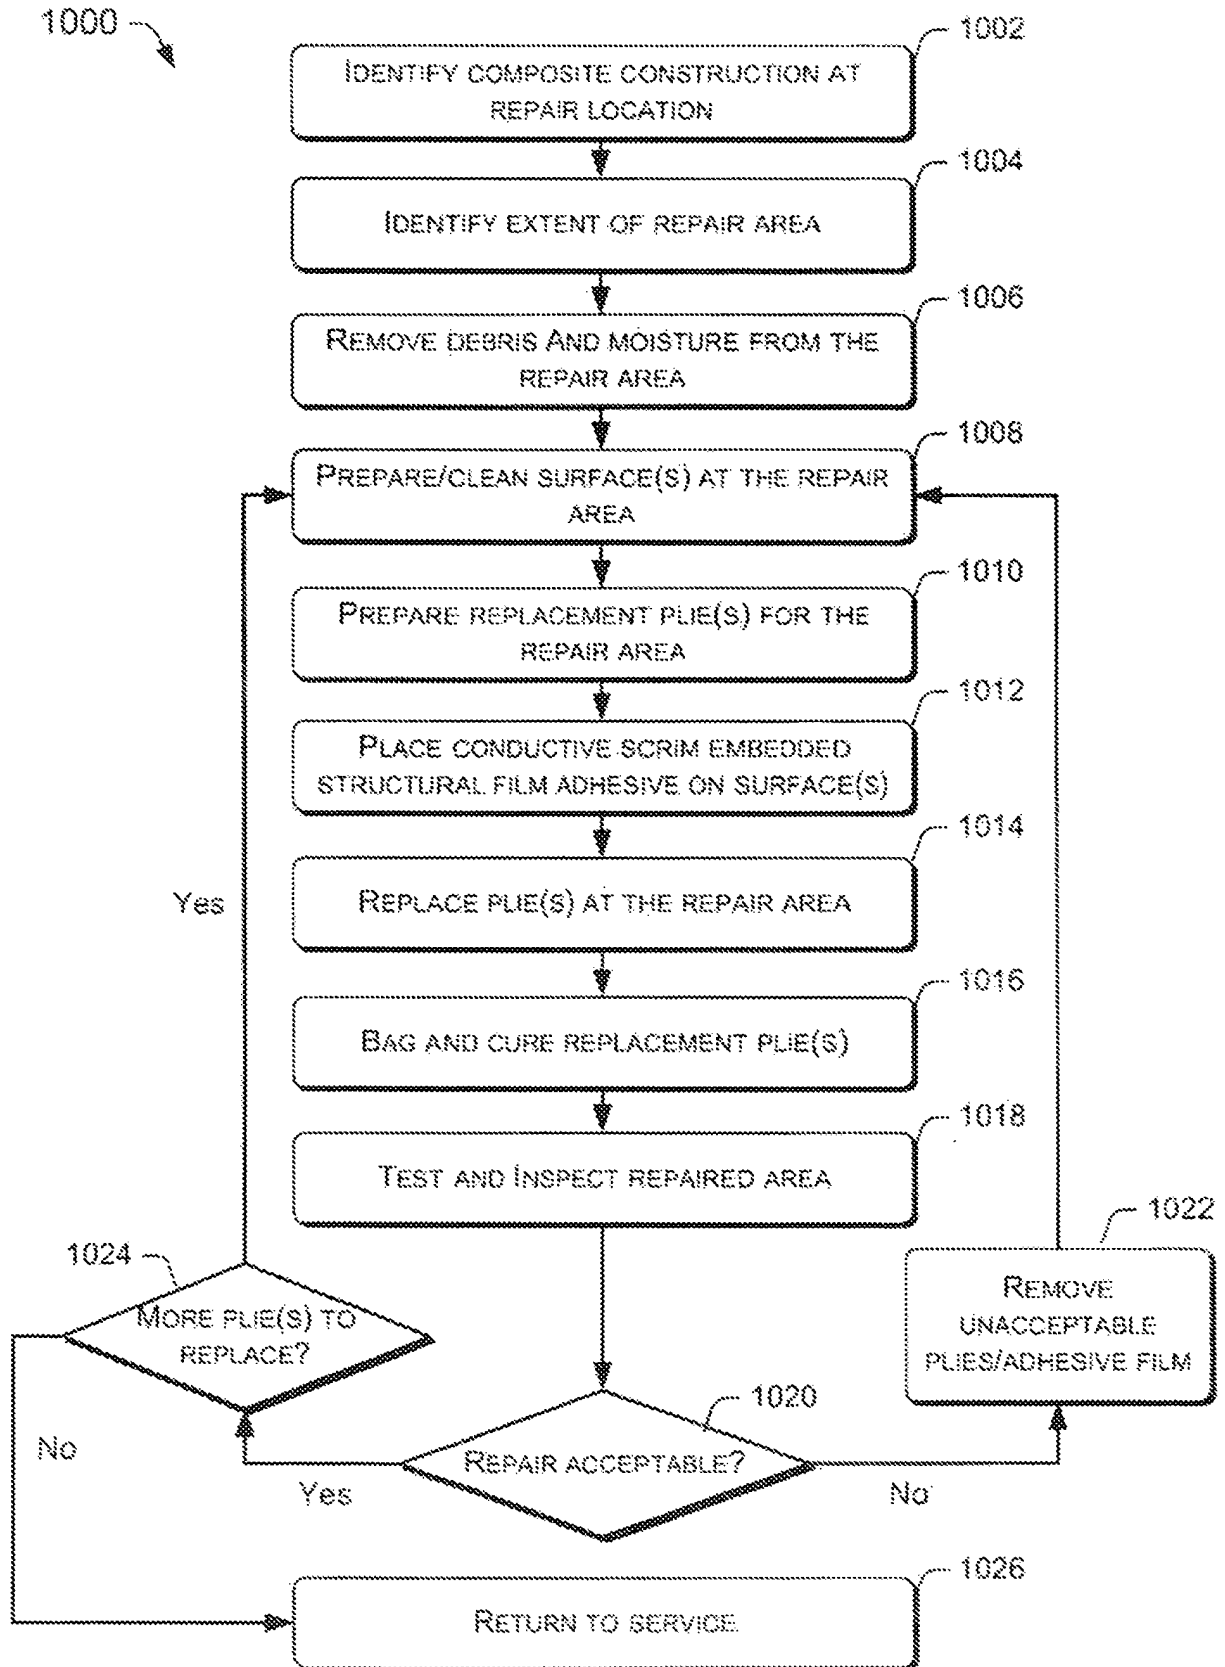 1000
1002
IDENTIFY COMPOSITE CONSTRUCTION AT
REPAIR LOCATION
1004
IDENTIFY EXTENT OF REPAIR AREA
1006
REMOVE DEBRIS AND MOISTURE FROM THE
REPAIR AREA
1008
PREPARE/CLEAN SURFACE(S) AT THE REPAIR
AREA
1010
PREPARE REPLACEMENT PLIE(S) FOR THE
REPAIR AREA
1012
PLACE CONDUCTIVE SCRIM EMBEDDED
STRUCTURAL FILM ADHESIVE ON SURFACE(S)
1014
REPLACE PLIE(S) AT THE REPAIR AREA
Yes
1016
BAG AND CURE REPLACEMENT PLIE(S)
1018
TEST AND INSPECT REPAIRED AREA
1022
REMOVE
UNACCEPTABLE
PLIES/ADHESIVE FILM
1024
MORE PLIE(S) TO
REPLACE?
1020
REPAIR ACCEPTABLE?
No
Yes
No
1026
RETURN TO SERVICE